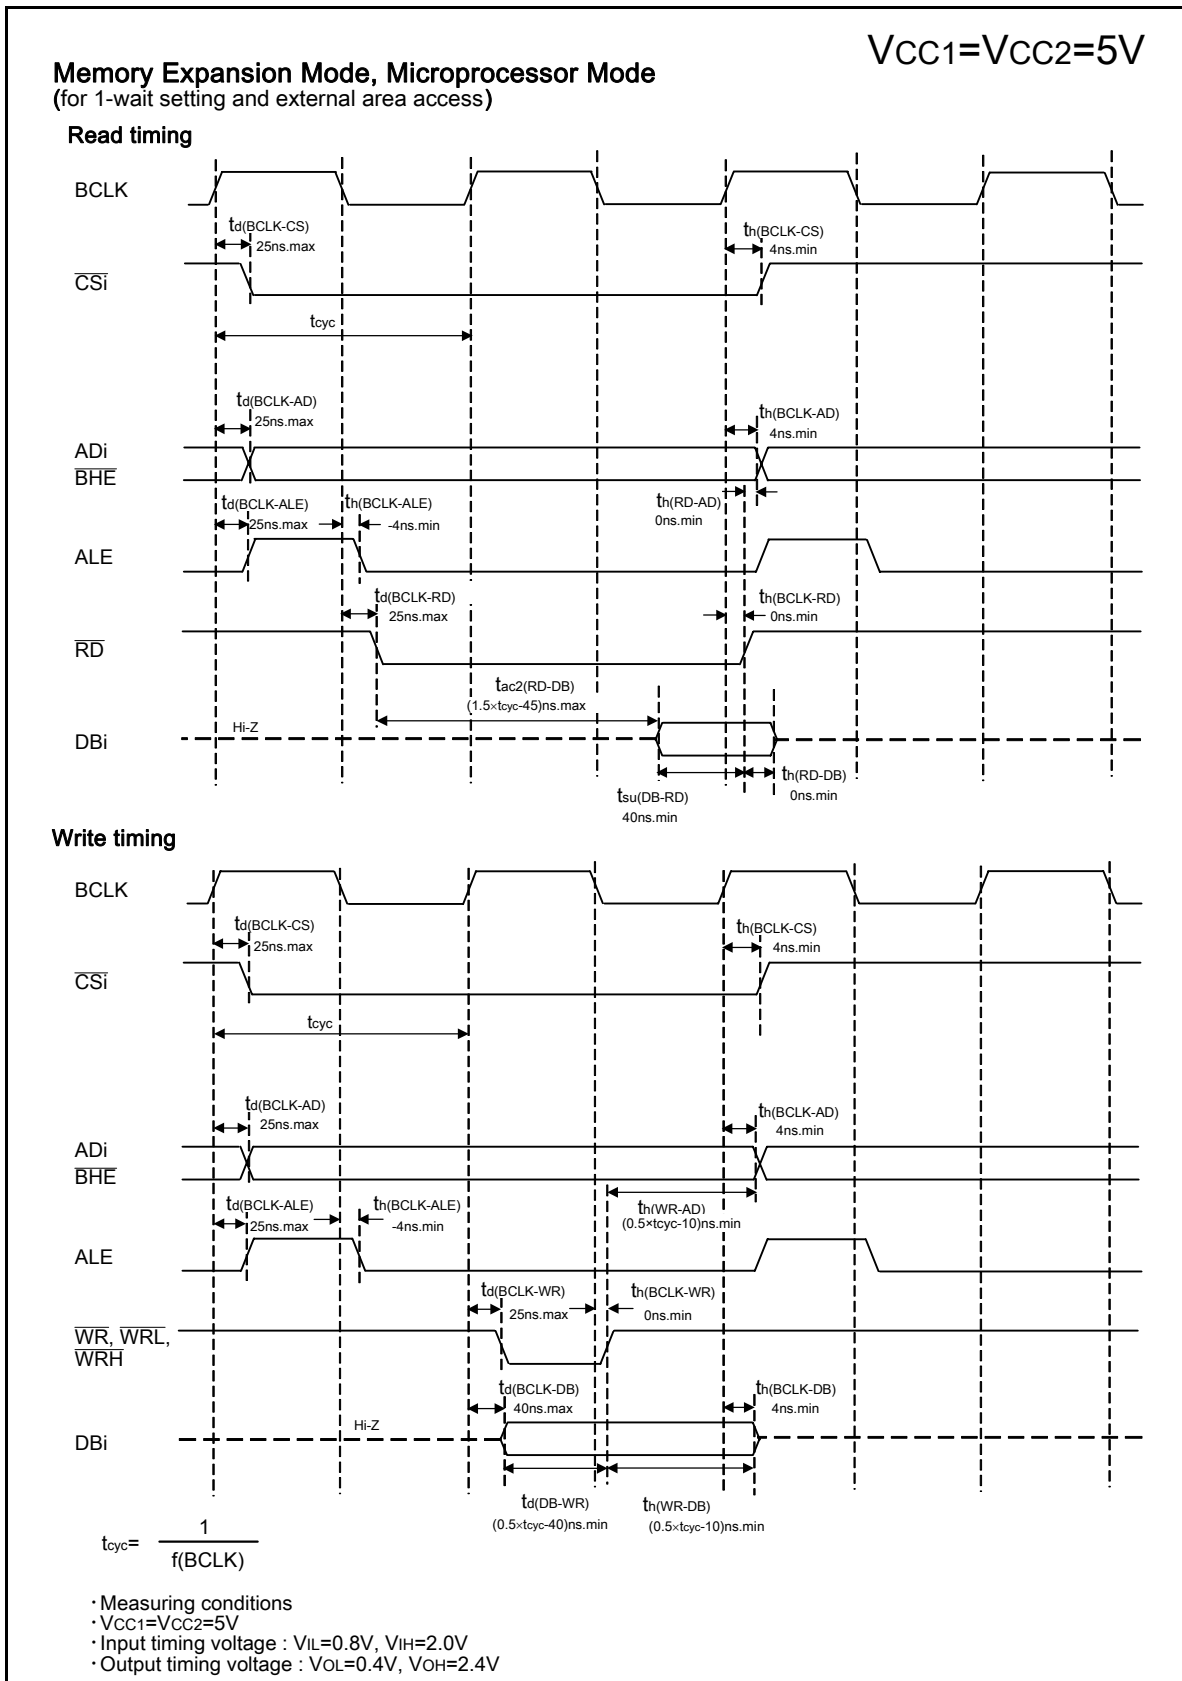 VCC1=VCC2=5V
Memory Expansion Mode, Microprocessor Mode
(for 1-wait setting and external area access)
Read timing
BCLK
td(BCLK-CS)
25ns.max
th(BCLK-CS)
4ns.min
CSi
tcyc
td(BCLK-AD)
25ns.max
th(BCLK-AD)
4ns.min
ADi
BHE
td(BCLK-ALE)
25ns.max
th(BCLK-ALE)
-4ns.min
th(RD-AD)
0ns.min
ALE
td(BCLK-RD)
25ns.max
th(BCLK-RD)
0ns.min
RD
tac2(RD-DB)
(1.5×tcyc-45)ns.max
Hi-Z
DBi
tsu(DB-RD)
40ns.min
th(RD-DB)
0ns.min
Write timing
BCLK
td(BCLK-CS)
25ns.max
th(BCLK-CS)
4ns.min
CSi
tcyc
td(BCLK-AD)
25ns.max
th(BCLK-AD)
4ns.min
ADi
BHE
td(BCLK-ALE)
25ns.max
th(BCLK-ALE)
-4ns.min
th(WR-AD)
(0.5×tcyc-10)ns.min
ALE
td(BCLK-WR)
25ns.max
th(BCLK-WR)
0ns.min
WR, WRL,
WRH
td(BCLK-DB)
40ns.max
th(BCLK-DB)
4ns.min
Hi-Z
DBi
td(DB-WR)
(0.5×tcyc-40)ns.min
th(WR-DB)
(0.5×tcyc-10)ns.min
tcyc=
1
f(BCLK)
·Measuring conditions
·VCC1=VCC2=5V
·Input timing voltage : VIL=0.8V, VIH=2.0V
·Output timing voltage : VOL=0.4V, VOH=2.4V